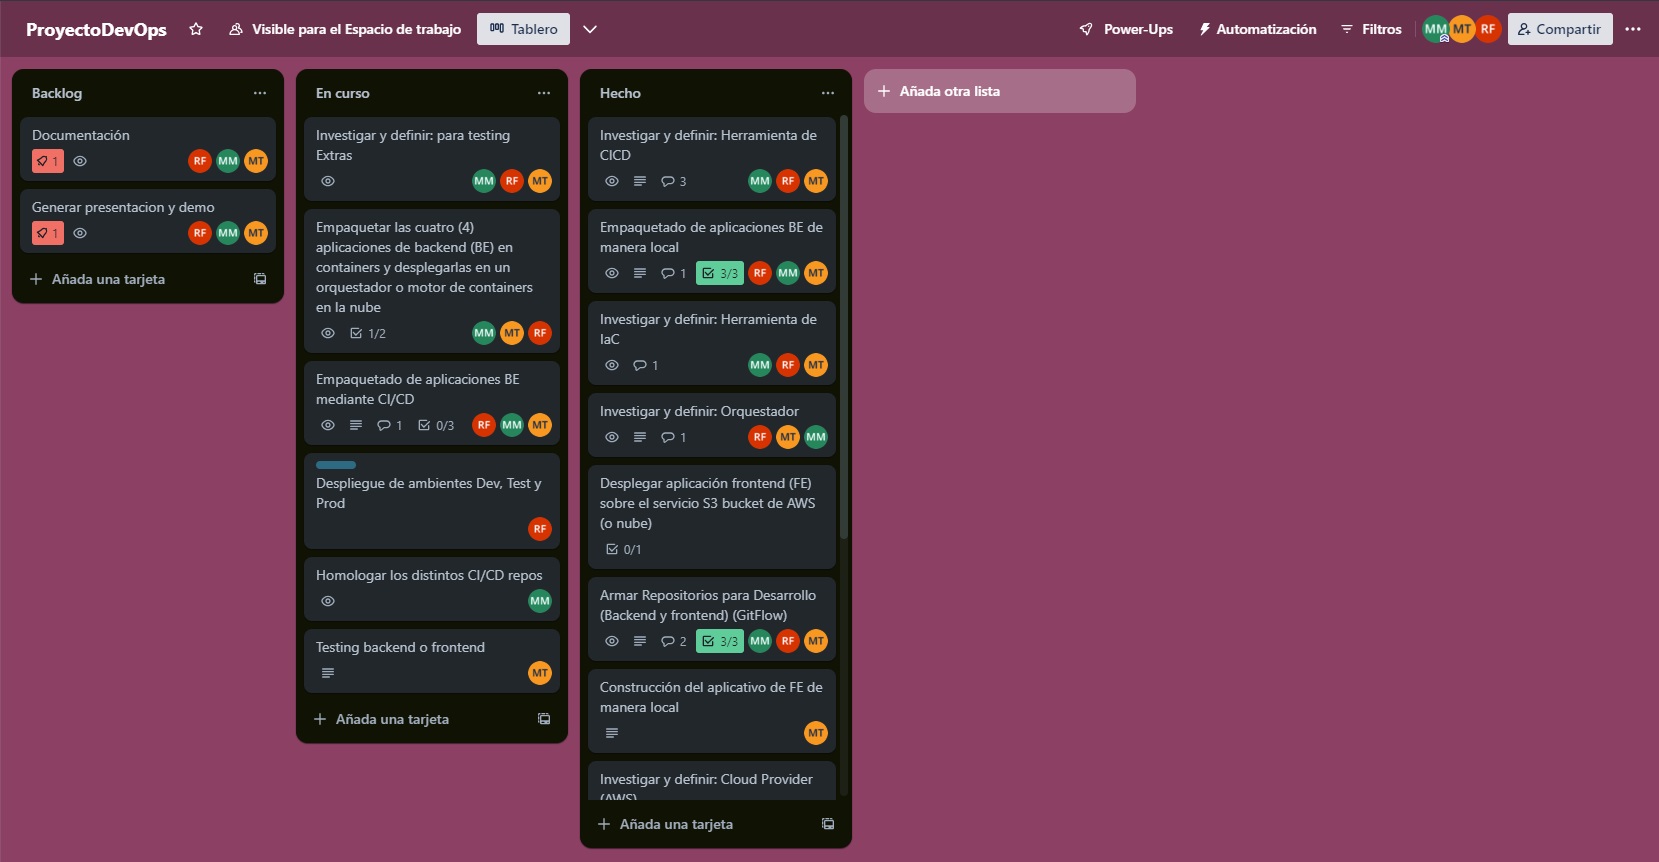 ProyectoDevOps
Visible para el Espacio de trabajo
Tablero
Power-Ups
Automatización
Filtros
MM
MT
RF
Compartir
Backlog
Documentación
1
RF
MM
MT
Generar presentacion y demo
1
RF
MM
MT
Añada una tarjeta
En curso
Investigar y definir: para testing
Extras
MM
RF
MT
Empaquetar las cuatro (4)
aplicaciones de backend (BE) en
containers y desplegarlas en un
orquestador o motor de containers
en la nube
1/2
MM
MT
RF
Empaquetado de aplicaciones BE
mediante CI/CD
1
0/3
RF
MM
MT
Despliegue de ambientes Dev, Test y
Prod
RF
Homologar los distintos CI/CD repos
MM
Testing backend o frontend
MT
Añada una tarjeta
Hecho
Investigar y definir: Herramienta de
CICD
3
MM
RF
MT
Empaquetado de aplicaciones BE de
manera local
1
3/3
RF
MM
MT
Investigar y definir: Herramienta de
IaC
1
MM
RF
MT
Investigar y definir: Orquestador
1
RF
MT
MM
Desplegar aplicación frontend (FE)
sobre el servicio S3 bucket de AWS
(o nube)
0/1
Armar Repositorios para Desarrollo
(Backend y frontend) (GitFlow)
2
3/3
MM
RF
MT
Construcción del aplicativo de FE de
manera local
MT
Investigar y definir: Cloud Provider
(AWS)
Añada una tarjeta
Añada otra lista